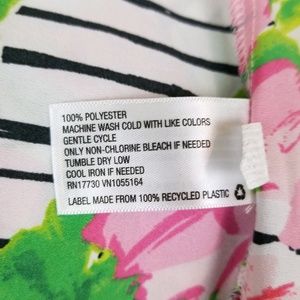 100% POLYESTER
MACHINE WASH COLD WITH LIKE COLORS
GENTLE CYCLE
ONLY NON-CHLORINE BLEACH IF NEEDED
TUMBLE DRY LOW
COOL IRON IF NEEDED
RN17730 VN1055164
LABEL MADE FROM 100% RECYCLED PLASTIC